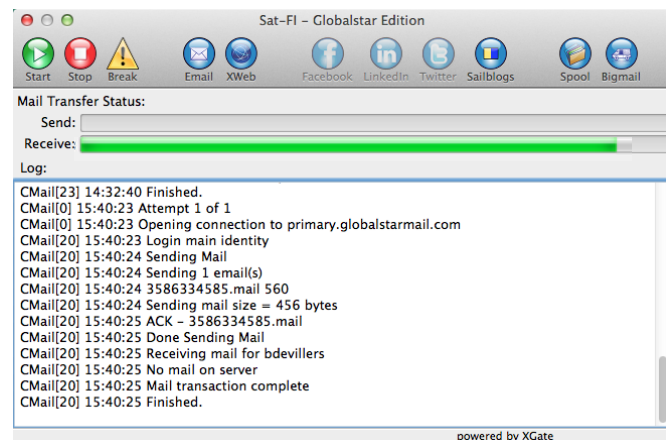 Sat-FI – Globalstar Edition
Start Stop Break Email XWeb Facebook LinkedIn Twitter Sailblogs Spool Bigmail
Mail Transfer Status:
Send:
Receive:
Log:
CMail[23] 14:32:40 Finished.
CMail[0] 15:40:23 Attempt 1 of 1
CMail[0] 15:40:23 Opening connection to primary.globalstarmail.com
CMail[20] 15:40:23 Login main identity
CMail[20] 15:40:24 Sending Mail
CMail[20] 15:40:24 Sending 1 email(s)
CMail[20] 15:40:24 3586334585.mail 560
CMail[20] 15:40:24 Sending mail size = 456 bytes
CMail[20] 15:40:25 ACK – 3586334585.mail
CMail[20] 15:40:25 Done Sending Mail
CMail[20] 15:40:25 Receiving mail for bdevillers
CMail[20] 15:40:25 No mail on server
CMail[20] 15:40:25 Mail transaction complete
CMail[20] 15:40:25 Finished.
powered by XGate